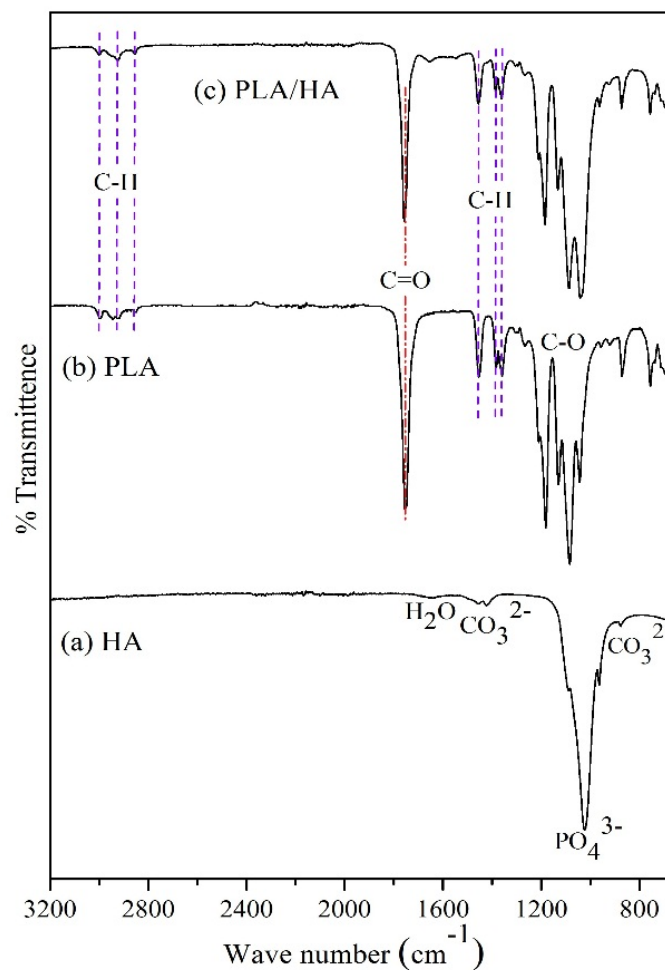 (c) PLA/HA
C-H
C-H
C=O
C-O
(b) PLA
% Transmittence
H₂O
CO₃²⁻
(a) HA
CO₃²
PO₄³⁻
3200 2800 2400 2000 1600 1200 800
Wave number (cm⁻¹)